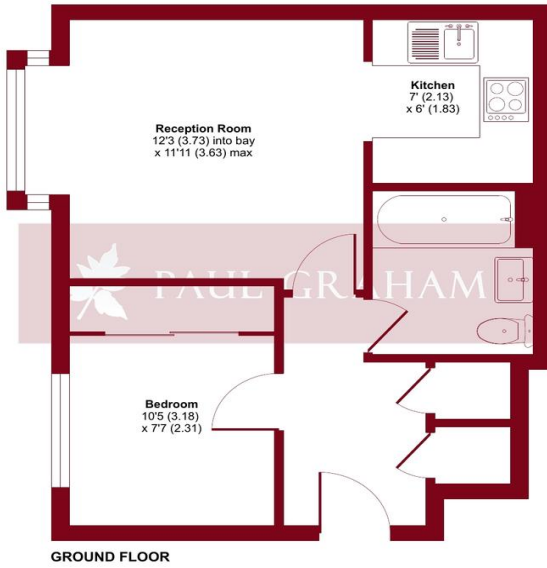 Kitchen
7' (2.13)
x 6' (1.83)
Reception Room
12'3 (3.73) into bay
x 11'11 (3.63) max
PAUL GRAHAM
Bedroom
10'5 (3.18)
x 7'7 (2.31)
GROUND FLOOR